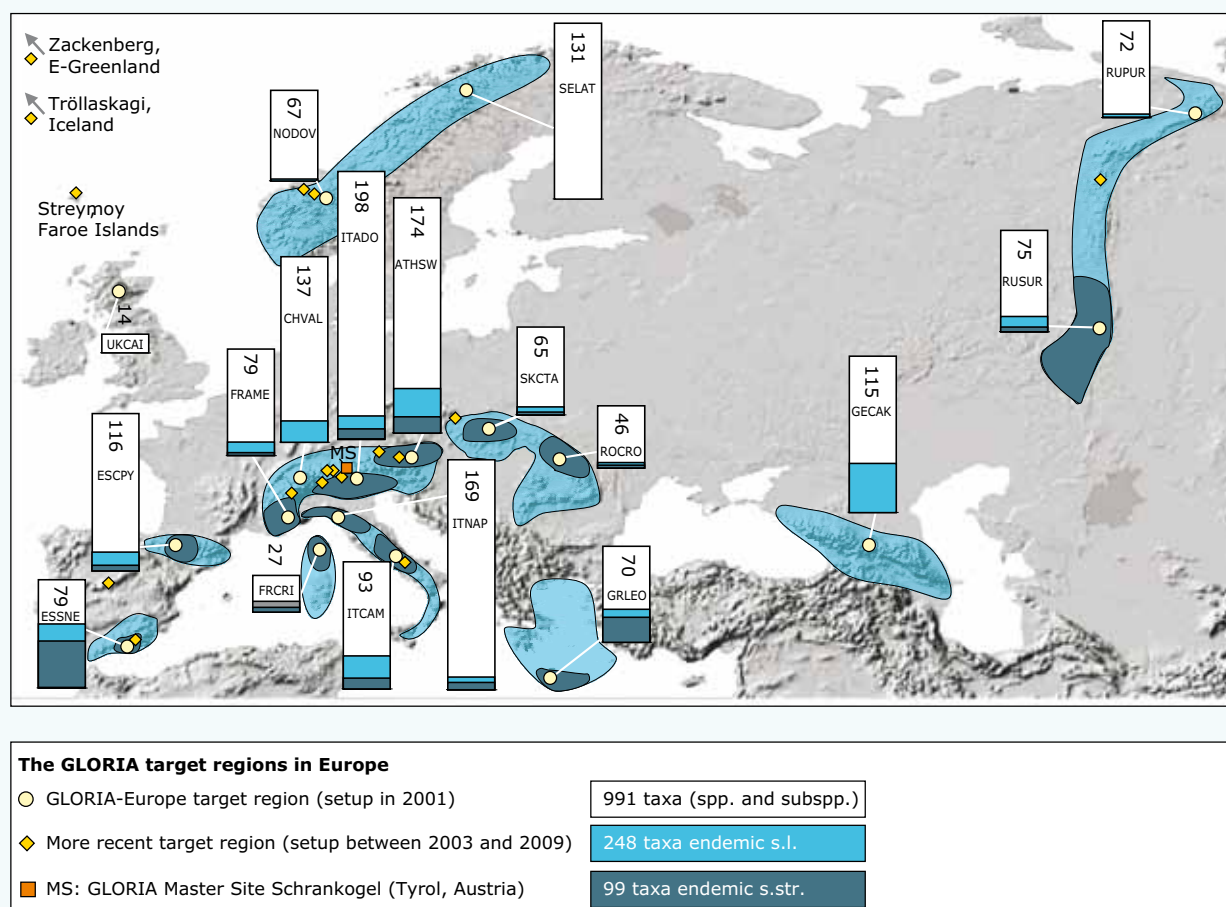 Zackenberg,
E-Greenland
Tröllaskagi,
Iceland
Streymoy
Faroe Islands
131
SELAT
72
RUPUR
67
NODOV
198
ITADO
174
ATHSW
137
CHVAL
75
RUSUR
14
UKCAI
79
FRAME
65
SKCTA
115
GECAK
46
ROCRO
116
ESCPY
MS
169
ITNAP
27
FRCRI
93
ITCAM
70
GRLEO
79
ESSNE
The GLORIA target regions in Europe
GLORIA-Europe target region (setup in 2001)
991 taxa (spp. and subspp.)
More recent target region (setup between 2003 and 2009)
248 taxa endemic s.l.
MS: GLORIA Master Site Schrankogel (Tyrol, Austria)
99 taxa endemic s.str.